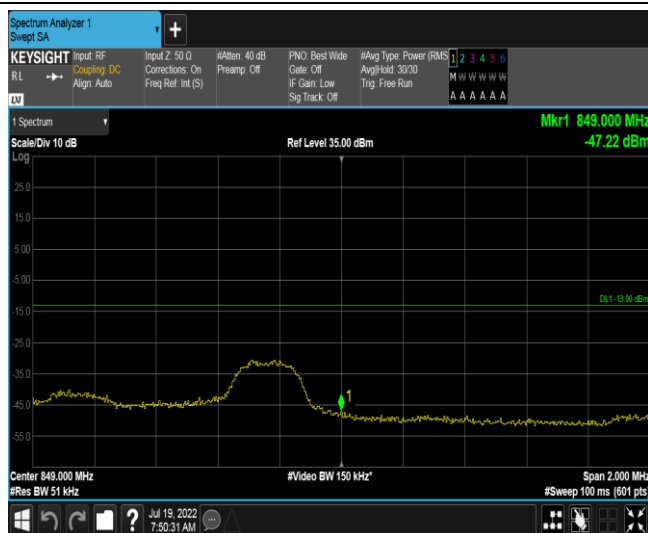 Spectrum Analyzer 1
Swept SA
+
KEYSIGHT
RL
Input: RF
Coupling: DC
Align: Auto
Input Z: 50 Ω
Corrections: On
Freq Ref: Int (S)
#Atten: 40 dB
Preamp: Off
PNO: Best Wide
Gate: Off
IF Gain: Low
Sig Track: Off
#Avg Type: Power (RMS
Avg|Hold: 30/30
Trig: Free Run
1 2 3 4 5 6
M W W W W W
A A A A A A
LXI
1 Spectrum
Scale/Div 10 dB
Ref Level 35.00 dBm
Mkr1 849.000 MHz
-47.22 dBm
Log
25.0
15.0
5.00
-5.00
-15.0
-25.0
-35.0
-45.0
-55.0
DL1 -13.00 dBm
1
Center 849.000 MHz
#Res BW 51 kHz
#Video BW 150 kHz*
Span 2.000 MHz
#Sweep 100 ms (601 pts)
?
Jul 19, 2022
7:50:31 AM